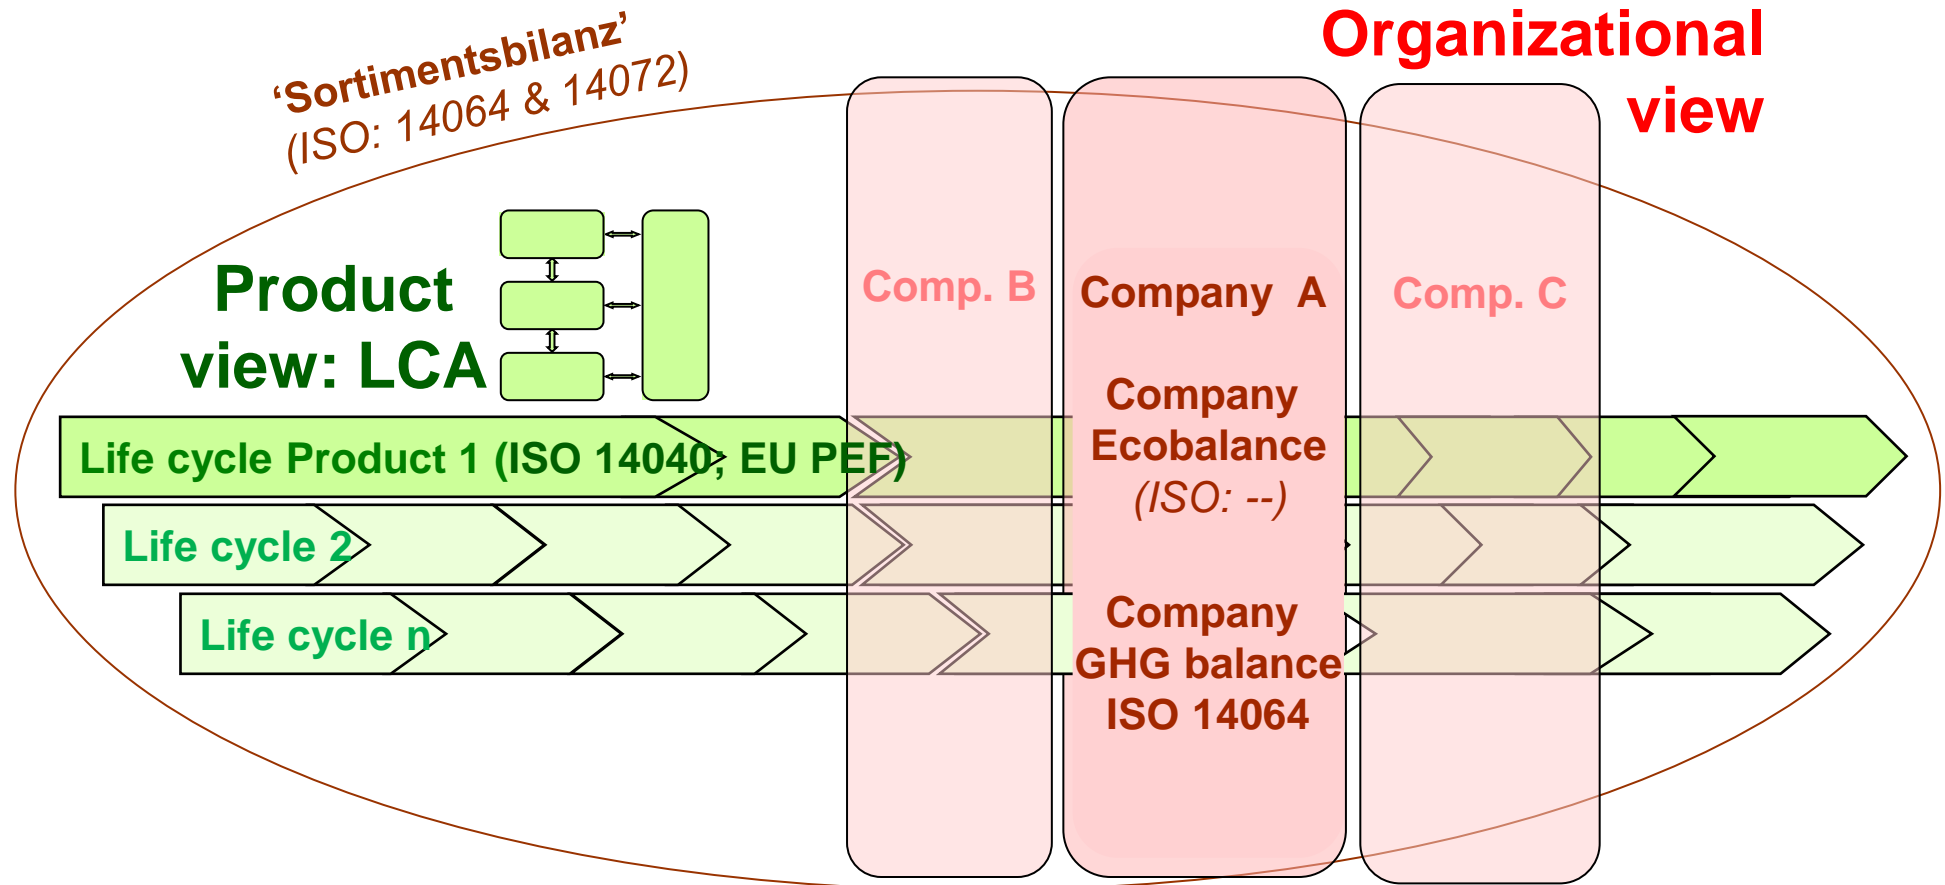 ‘Sortimentsbilanz’
(ISO: 14064 & 14072)
Organizational
view
Product
view: LCA
Comp. B
Company A
Comp. C
Company
Ecobalance
(ISO: --)
Company
GHG balance
ISO 14064
Life cycle Product 1 (ISO 14040; EU PEF)
Life cycle 2
Life cycle n